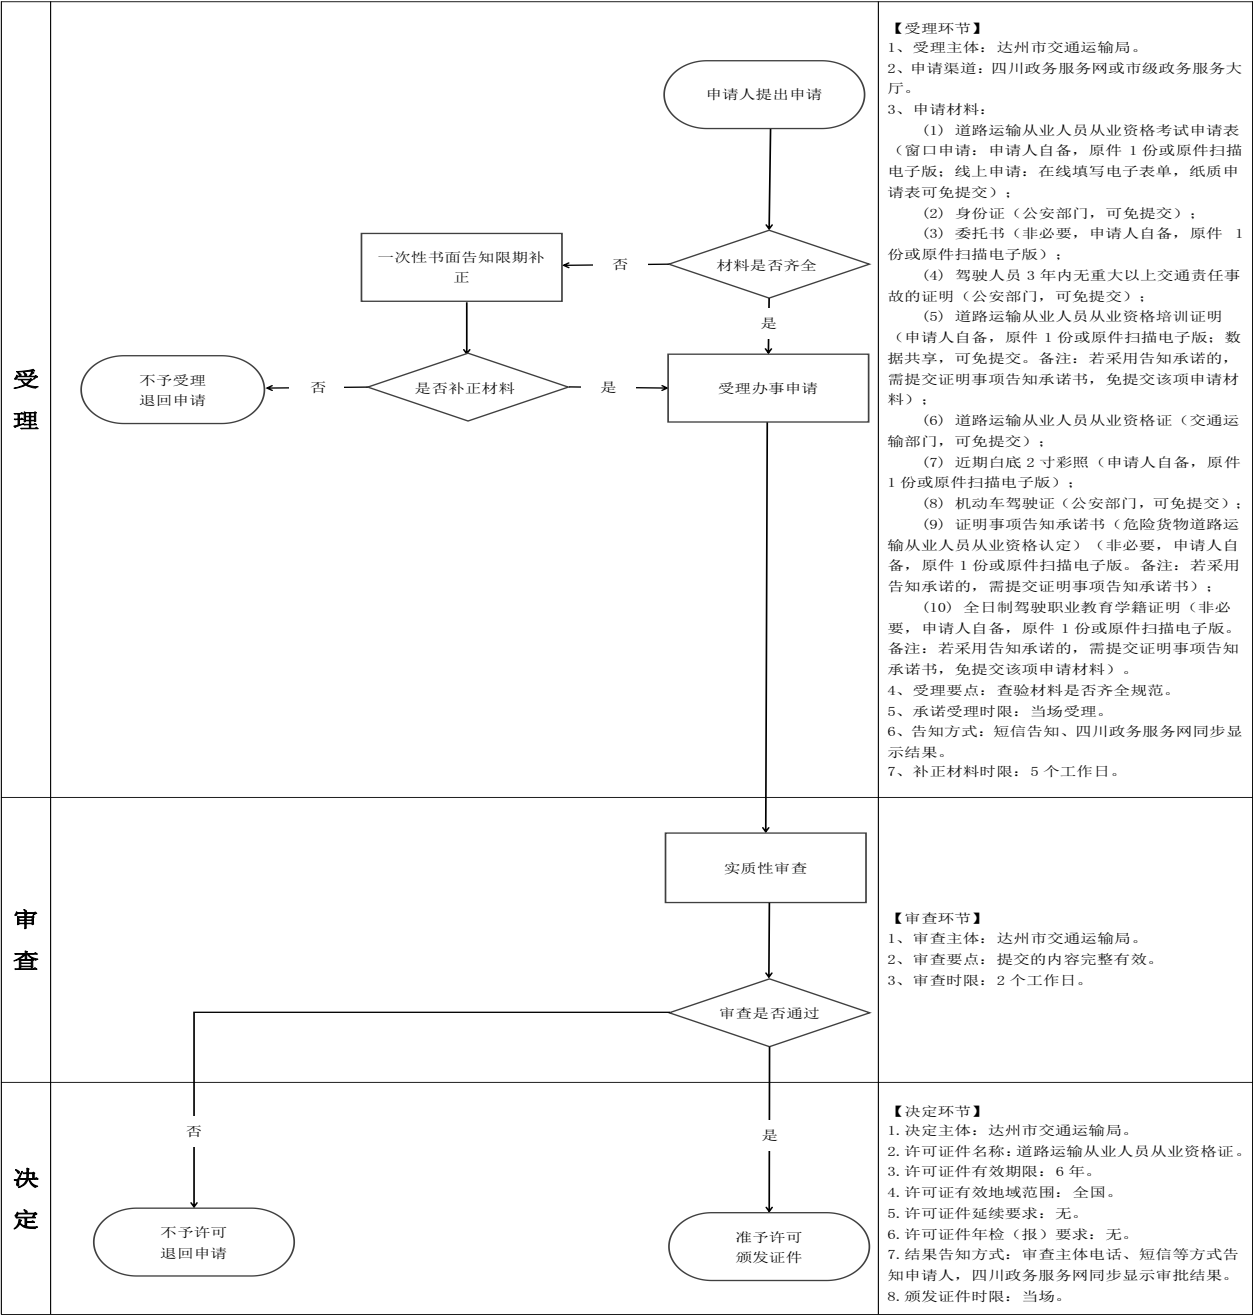 受
理
申请人提出申请
材料是否齐全
否
一次性书面告知限期补
正
是
不予受理
退回申请
否
是否补正材料
是
受理办事申请
【受理环节】
1、受理主体：达州市交通运输局。
2、申请渠道：四川政务服务网或市级政务服务大
厅。
3、申请材料：
(1) 道路运输从业人员从业资格考试申请表
（窗口申请：申请人自备，原件 1 份或原件扫描
电子版；线上申请：在线填写电子表单，纸质申
请表可免提交）；
(2) 身份证（公安部门，可免提交）；
(3) 委托书（非必要，申请人自备，原件 1
份或原件扫描电子版）；
(4) 驾驶人员 3 年内无重大以上交通责任事
故的证明（公安部门，可免提交）；
(5) 道路运输从业人员从业资格培训证明
（申请人自备，原件 1 份或原件扫描电子版；数
据共享，可免提交。备注：若采用告知承诺的，
需提交证明事项告知承诺书，免提交该项申请材
料）；
(6) 道路运输从业人员从业资格证（交通运
输部门，可免提交）；
(7) 近期白底 2 寸彩照（申请人自备，原件
1 份或原件扫描电子版）；
(8) 机动车驾驶证（公安部门，可免提交）；
(9) 证明事项告知承诺书（危险货物道路运
输从业人员从业资格认定）（非必要，申请人自
备，原件 1 份或原件扫描电子版。备注：若采用
告知承诺的，需提交证明事项告知承诺书）；
(10) 全日制驾驶职业教育学籍证明（非必
要，申请人自备，原件 1 份或原件扫描电子版。
备注：若采用告知承诺的，需提交证明事项告知
承诺书，免提交该项申请材料）。
4、受理要点：查验材料是否齐全规范。
5、承诺受理时限：当场受理。
6、告知方式：短信告知、四川政务服务网同步显
示结果。
7、补正材料时限：5 个工作日。
审
查
实质性审查
审查是否通过
【审查环节】
1、审查主体：达州市交通运输局。
2、审查要点：提交的内容完整有效。
3、审查时限：2 个工作日。
决
定
否
是
不予许可
退回申请
准予许可
颁发证件
【决定环节】
1.决定主体：达州市交通运输局。
2.许可证件名称：道路运输从业人员从业资格证。
3.许可证件有效期限：6 年。
4.许可证有效地域范围：全国。
5.许可证件延续要求：无。
6.许可证件年检（报）要求：无。
7.结果告知方式：审查主体电话、短信等方式告
知申请人，四川政务服务网同步显示审批结果。
8.颁发证件时限：当场。